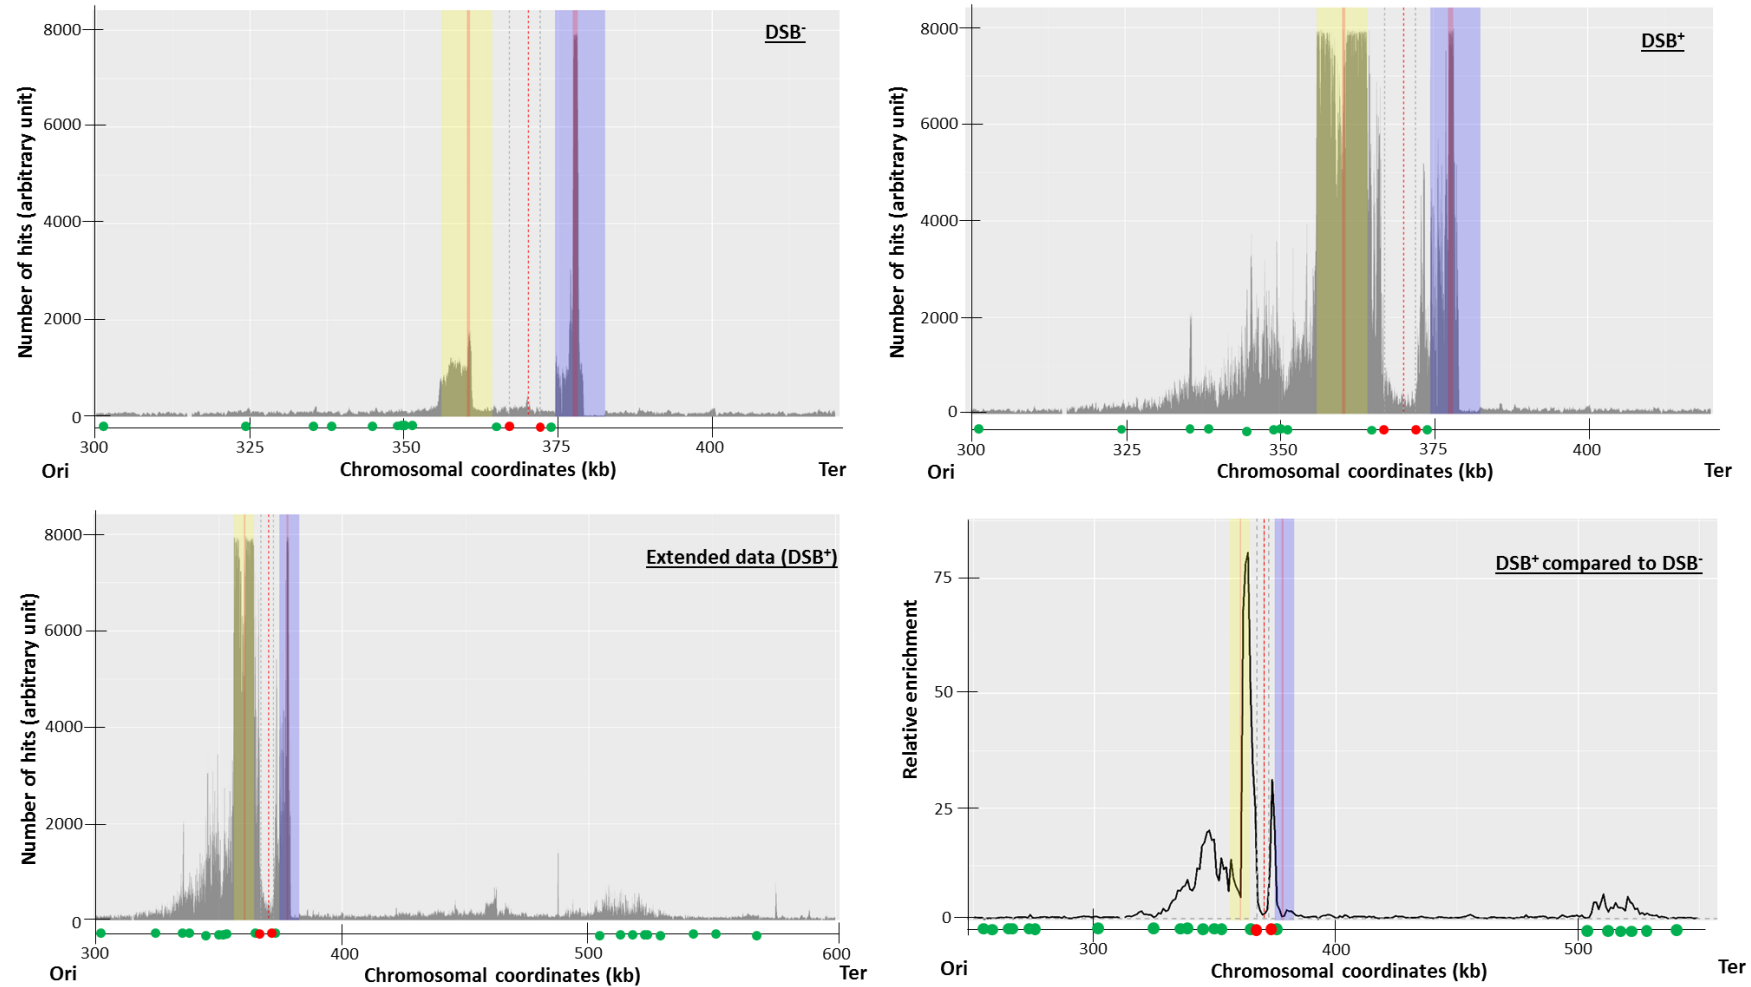 DSB-
Number of hits (arbitrary unit)
8000
6000
4000
2000
0
300
325
350
375
400
Ori
Chromosomal coordinates (kb)
Ter
DSB+
Number of hits (arbitrary unit)
8000
6000
4000
2000
0
300
325
350
375
400
Ori
Chromosomal coordinates (kb)
Ter
Extended data (DSB+)
Number of hits (arbitrary unit)
8000
6000
4000
2000
0
300
400
500
600
Ori
Chromosomal coordinates (kb)
Ter
DSB+ compared to DSB-
Relative enrichment
75
50
25
0
300
400
500
Ori
Chromosomal coordinates (kb)
Ter